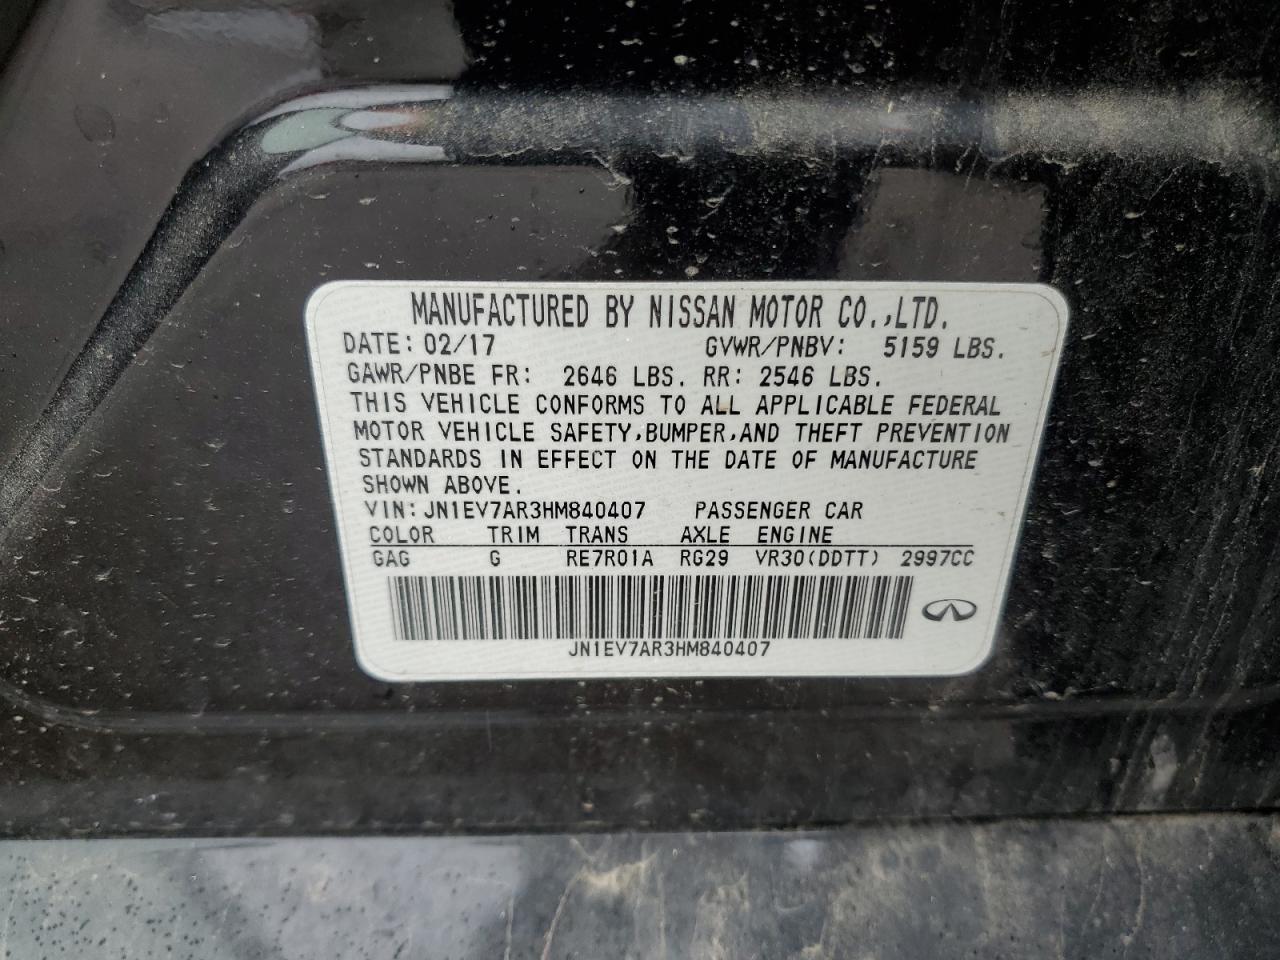 MANUFACTURED BY NISSAN MOTOR CO.,LTD.
DATE: 02/17 GVWR/PNBV: 5159 LBS.
GAWR/PNBE FR: 2646 LBS. RR: 2546 LBS.
THIS VEHICLE CONFORMS TO ALL APPLICABLE FEDERAL
MOTOR VEHICLE SAFETY,BUMPER,AND THEFT PREVENTION
STANDARDS IN EFFECT ON THE DATE OF MANUFACTURE
SHOWN ABOVE.
VIN: JN1EV7AR3HM840407 PASSENGER CAR
COLOR TRIM TRANS AXLE ENGINE
GAG G RE7R01A RG29 VR30(DDTT) 2997CC
JN1EV7AR3HM840407